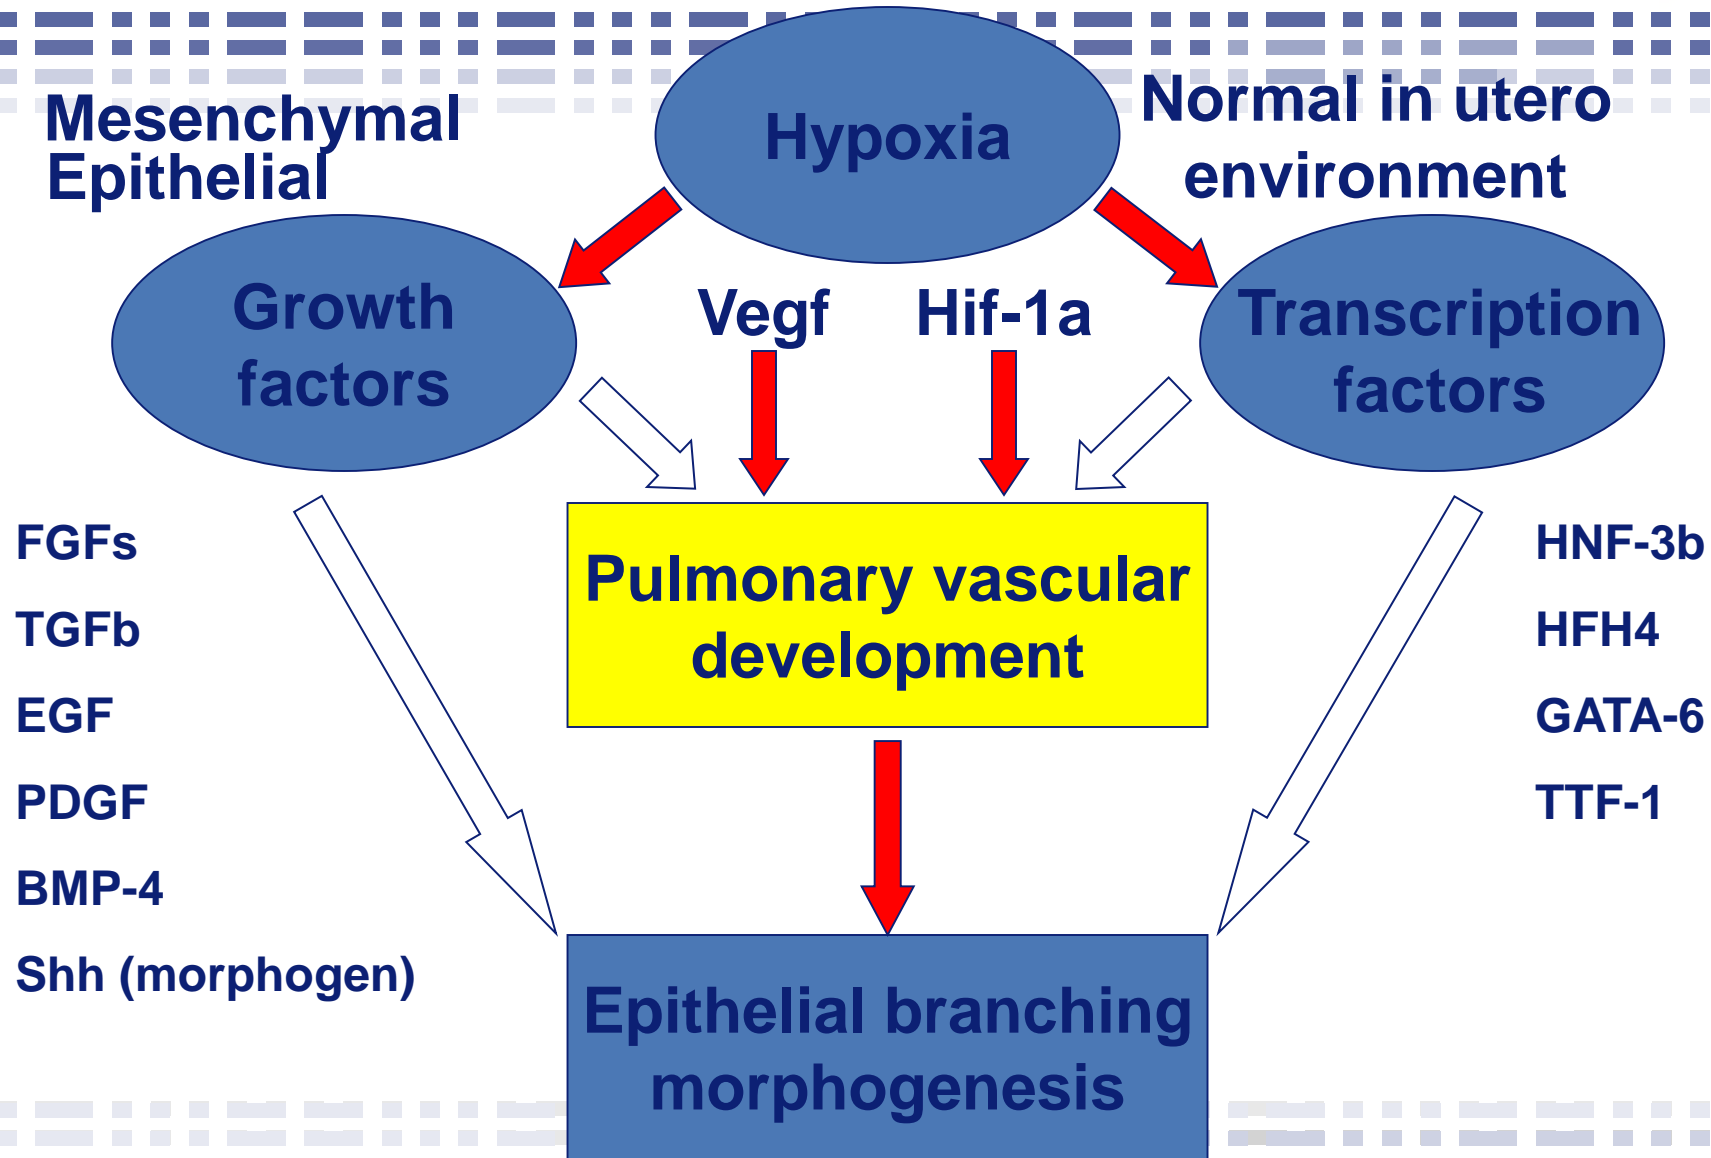 Mesenchymal
Epithelial
Hypoxia
Normal in utero
environment
Growth
factors
Vegf
Hif-1a
Transcription
factors
FGFs
TGFb
EGF
PDGF
BMP-4
Shh (morphogen)
Pulmonary vascular
development
HNF-3b
HFH4
GATA-6
TTF-1
Epithelial branching
morphogenesis